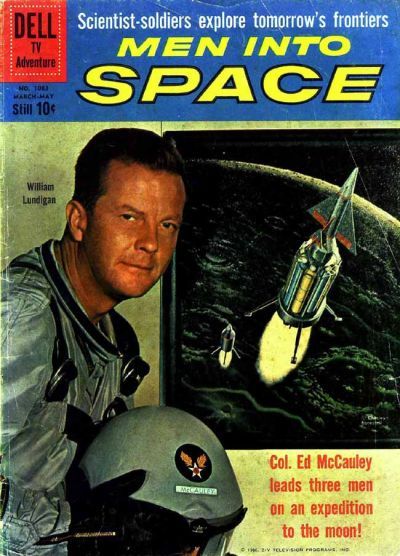 DELL
TV
Adventure
NO. 1083
MARCH-MAY
Still 10¢
Scientist-soldiers explore tomorrow's frontiers
MEN INTO
SPACE
William
Lundigan
McCAULEY
Col. Ed McCauley
leads three men
on an expedition
to the moon!
© 1960, ZIV TELEVISION PROGRAMS, INC.